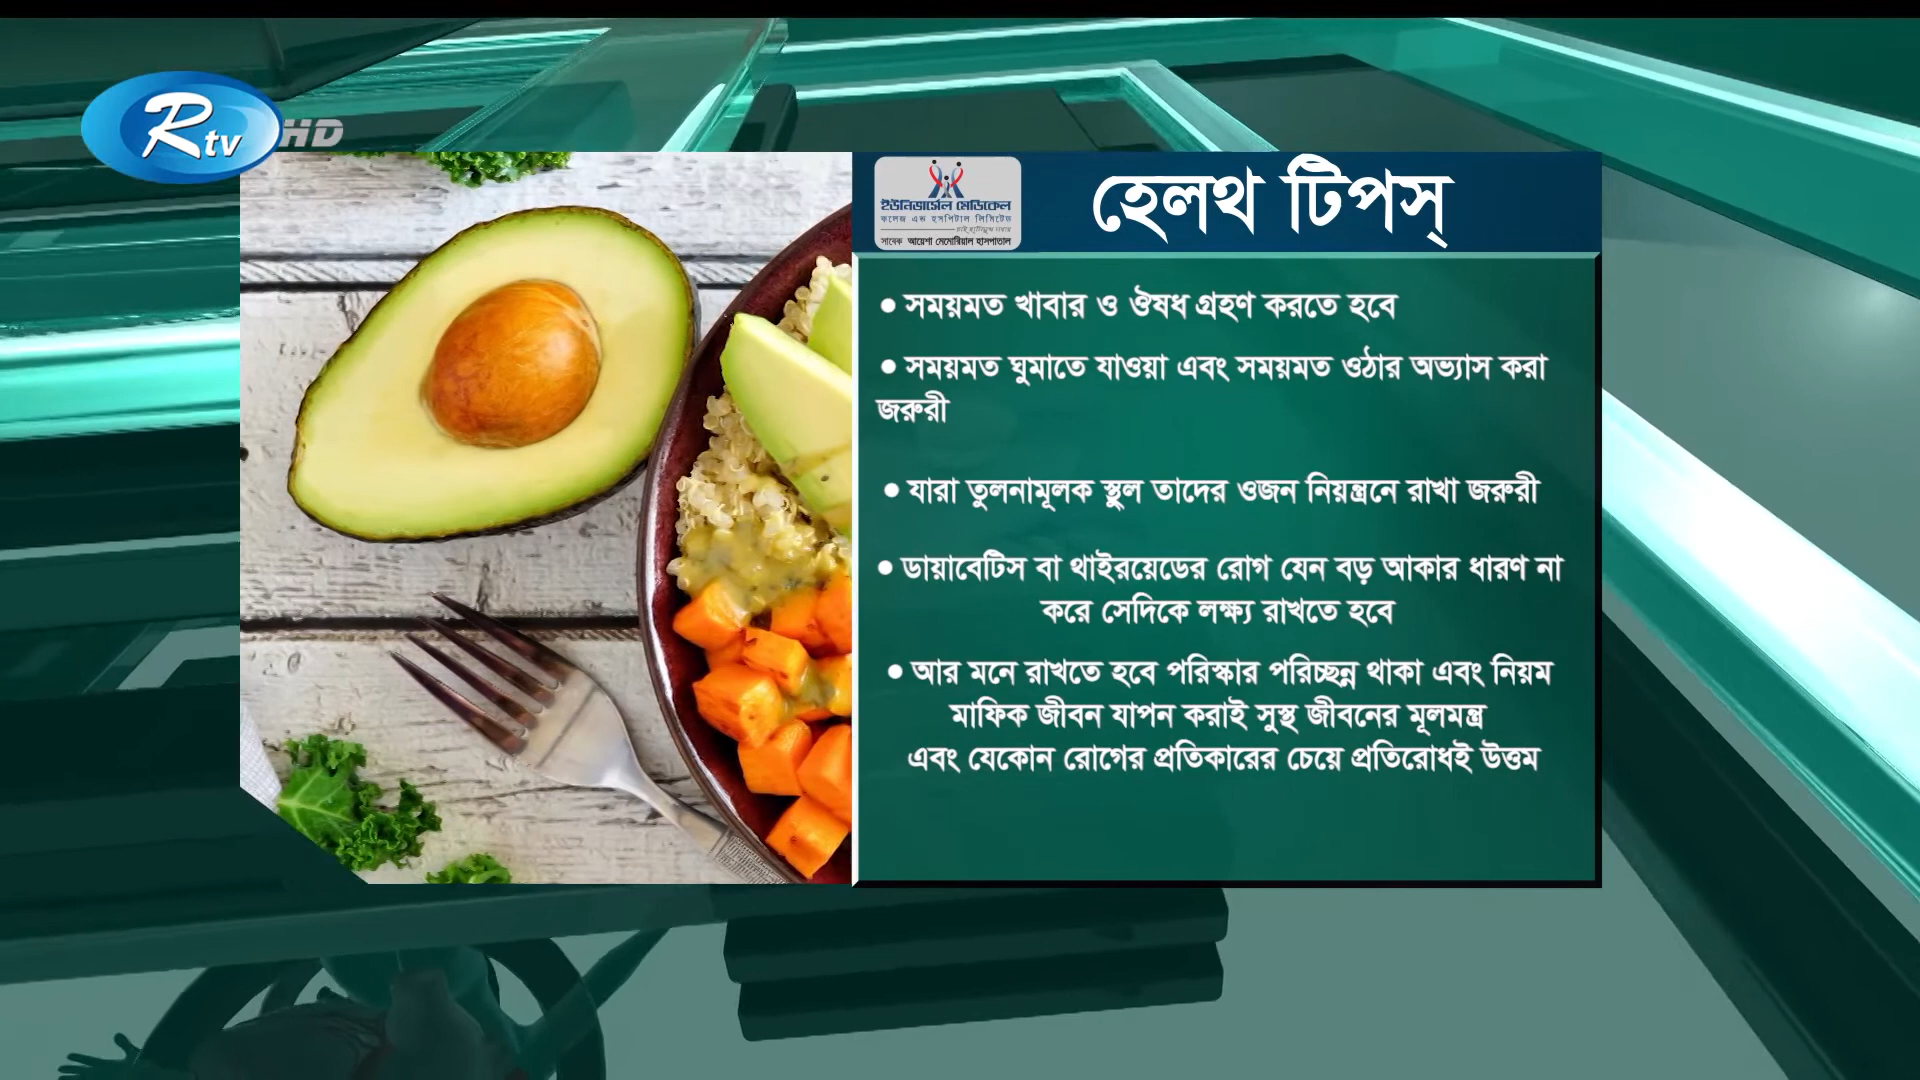 Rtv HD
ইউনিভার্সেল মেডিকেল
কলেজ এন্ড হসপিটাল লিমিটেড
সাবেক আয়েশা মেমোরিয়াল হাসপাতাল
হেলথ টিপস্
• সময়মত খাবার ও ঔষধ গ্রহণ করতে হবে
• সময়মত ঘুমাতে যাওয়া এবং সময়মত ওঠার অভ্যাস করা
জরুরী
• যারা তুলনামূলক স্থুল তাদের ওজন নিয়ন্ত্রনে রাখা জরুরী
• ডায়াবেটিস বা থাইরয়েডের রোগ যেন বড় আকার ধারণ না
করে সেদিকে লক্ষ্য রাখতে হবে
• আর মনে রাখতে হবে পরিস্কার পরিচ্ছন্ন থাকা এবং নিয়ম
মাফিক জীবন যাপন করাই সুস্থ জীবনের মূলমন্ত্র
এবং যেকোন রোগের প্রতিকারের চেয়ে প্রতিরোধই উত্তম